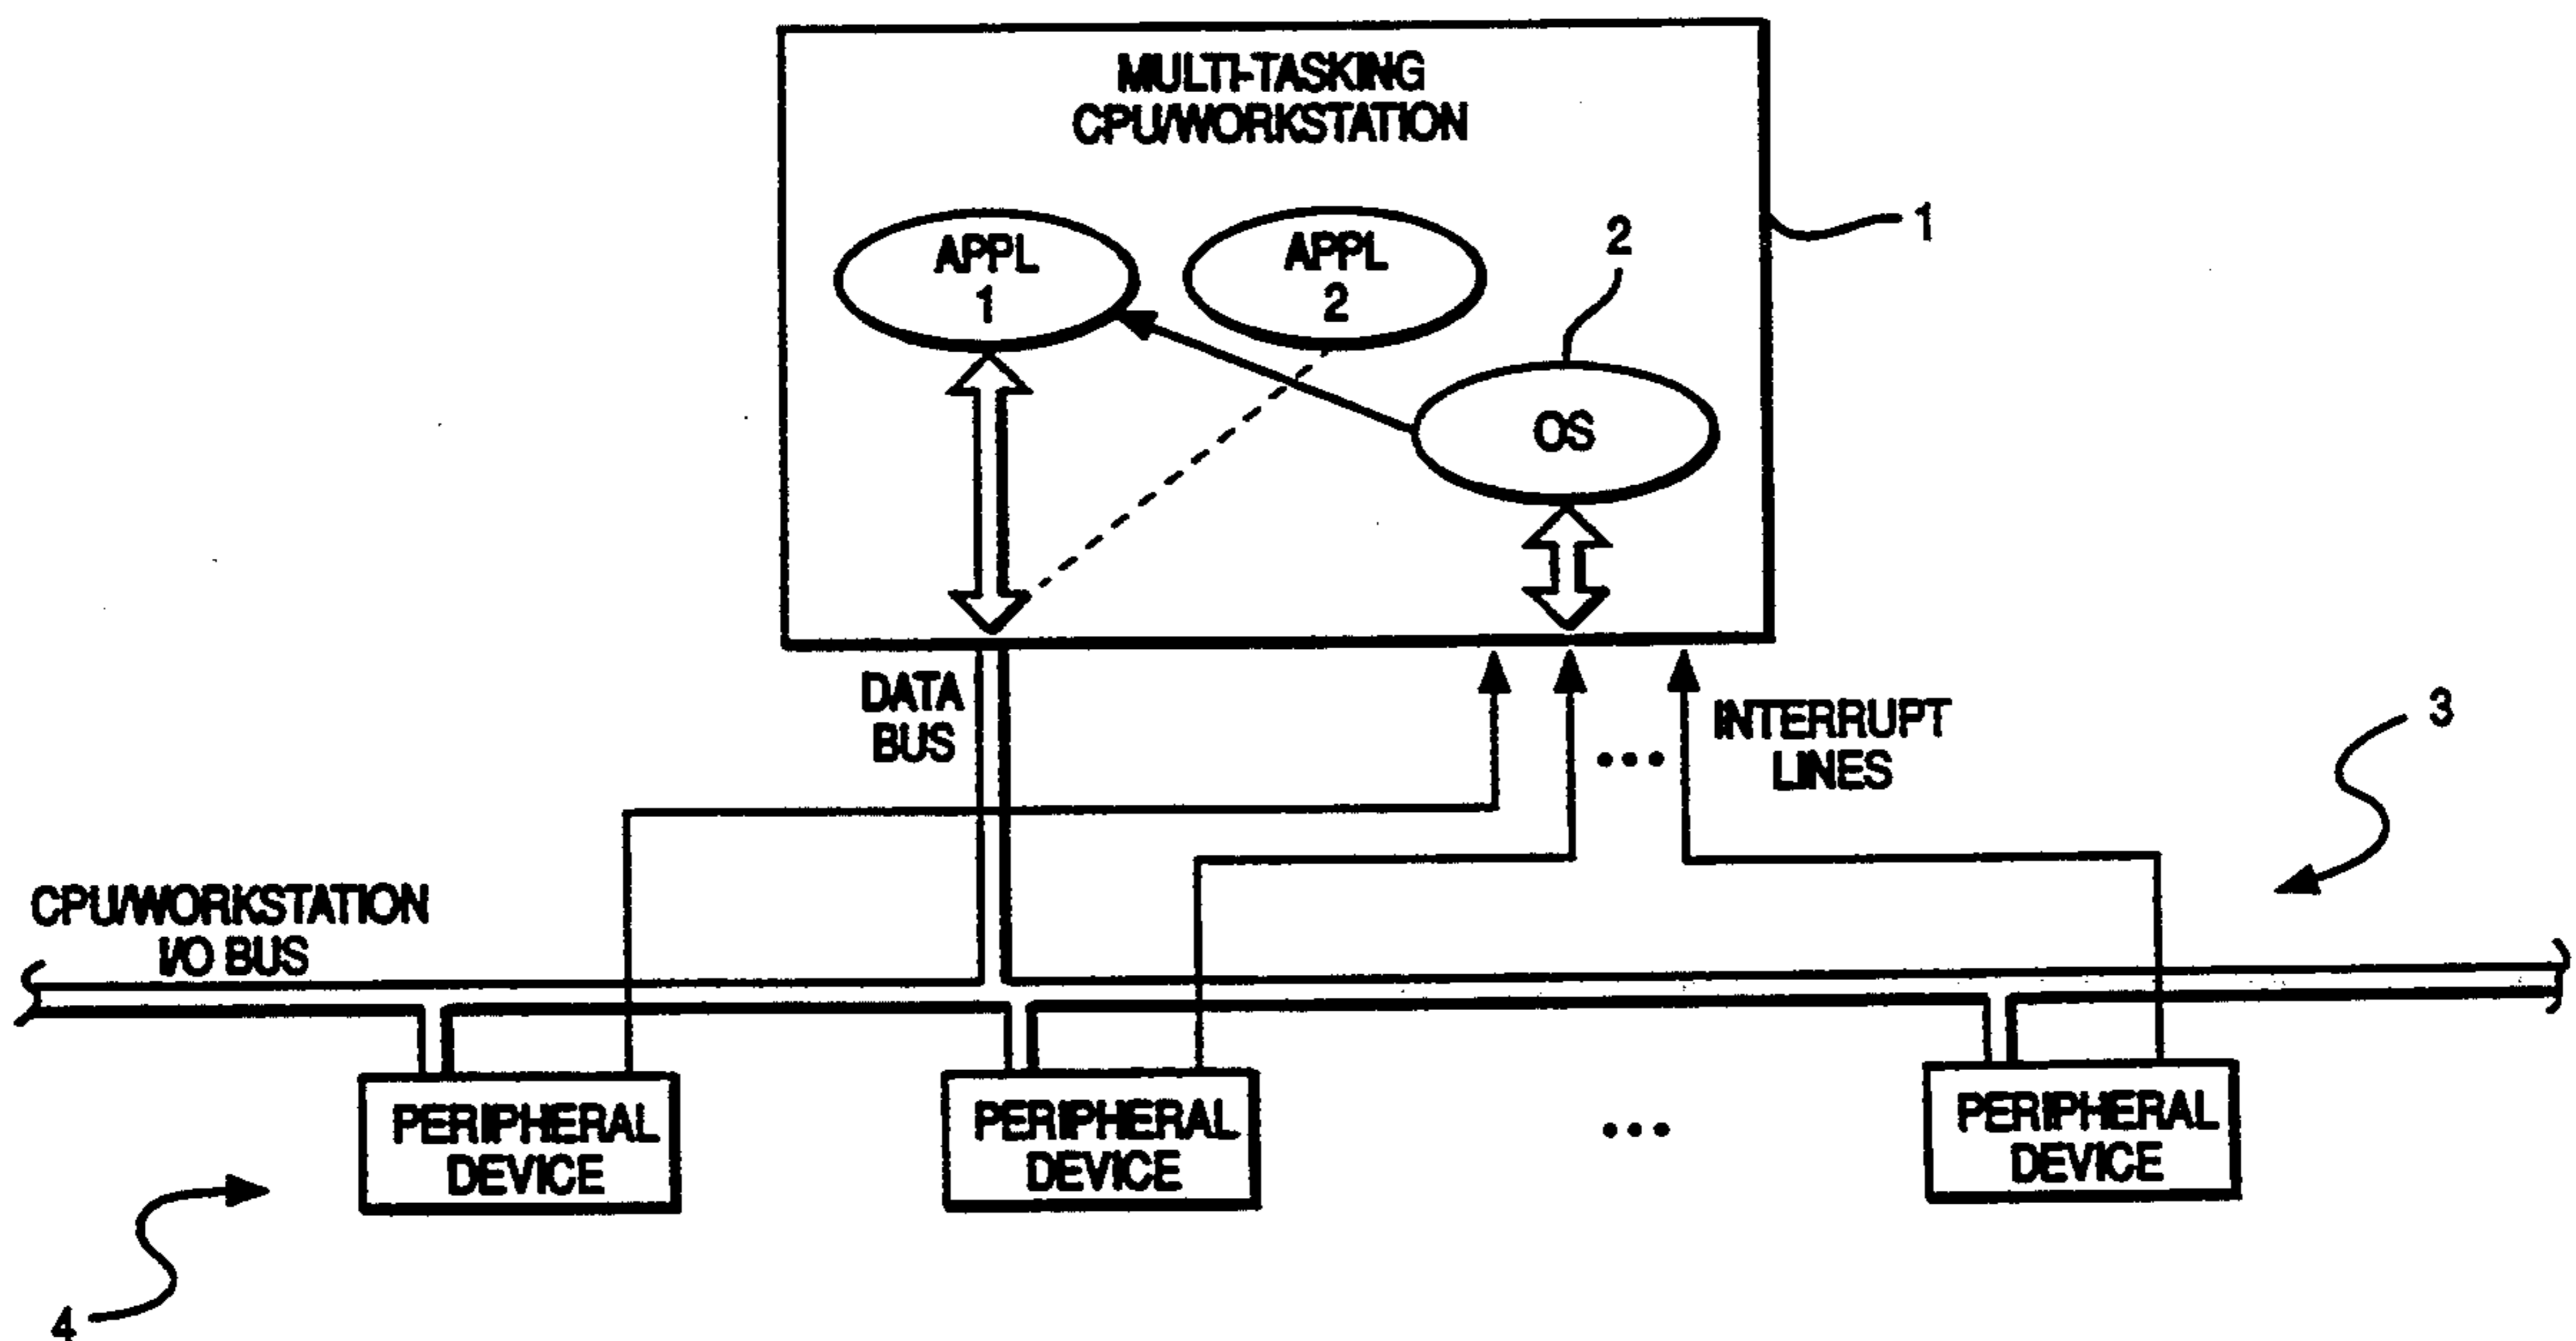 MULTI-TASKING
CPU/WORKSTATION
APPL
1
APPL
2
2
1
OS
DATA
BUS
INTERRUPT
LINES
3
CPU/WORKSTATION
I/O BUS
PERIPHERAL
DEVICE
PERIPHERAL
DEVICE
PERIPHERAL
DEVICE
4